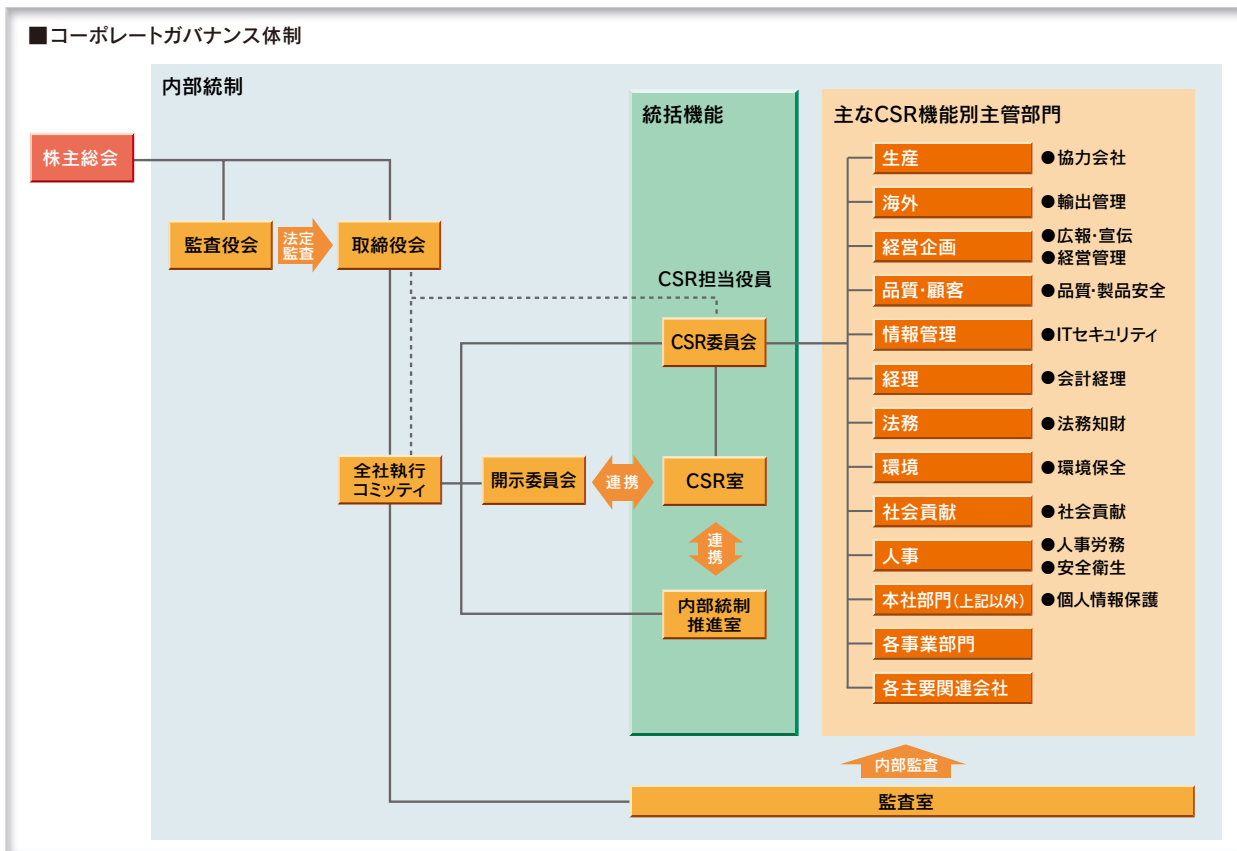 ■コーポレートガバナンス体制
内部統制
株主総会
監査役会
法定
監査
取締役会
全社執行
コミッティ
開示委員会
連携
統括機能
CSR担当役員
CSR委員会
CSR室
連
携
内部統制
推進室
主なCSR機能別主管部門
生産
●協力会社
海外
●輸出管理
経営企画
●広報・宣伝
●経営管理
品質・顧客
●品質・製品安全
情報管理
●ITセキュリティ
経理
●会計経理
法務
●法務知財
環境
●環境保全
社会貢献
●社会貢献
人事
●人事労務
●安全衛生
本社部門(上記以外)
●個人情報保護
各事業部門
各主要関連会社
内部監査
監査室